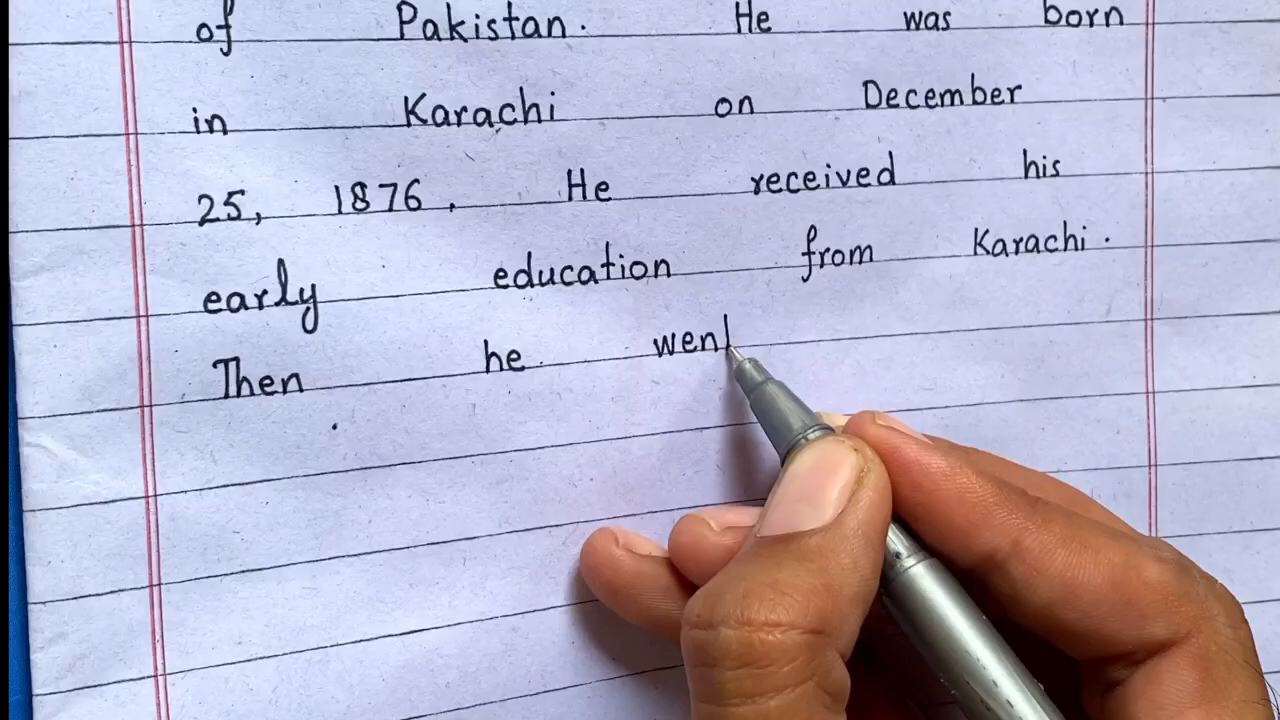 of Pakistan. He was born
in Karachi on December
25, 1876. He received his
early education from Karachi.
Then he wen